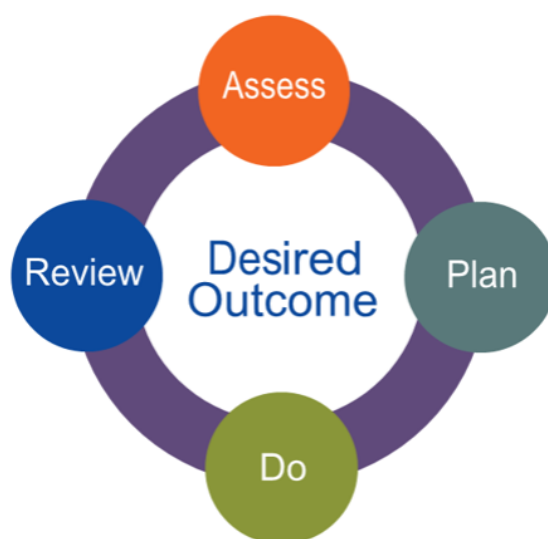 Assess
Plan
Do
Review
Desired
Outcome